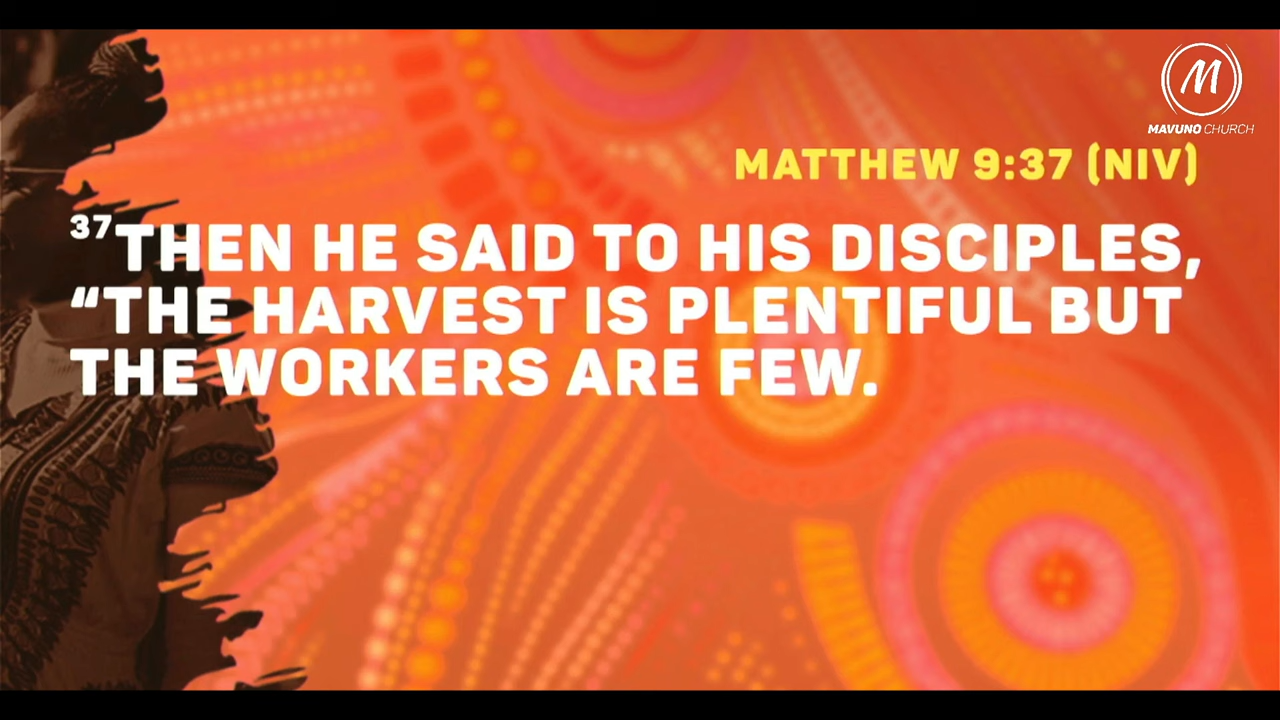 M
MAVUNO CHURCH
MATTHEW 9:37 (NIV)
37THEN HE SAID TO HIS DISCIPLES,
“THE HARVEST IS PLENTIFUL BUT
THE WORKERS ARE FEW.